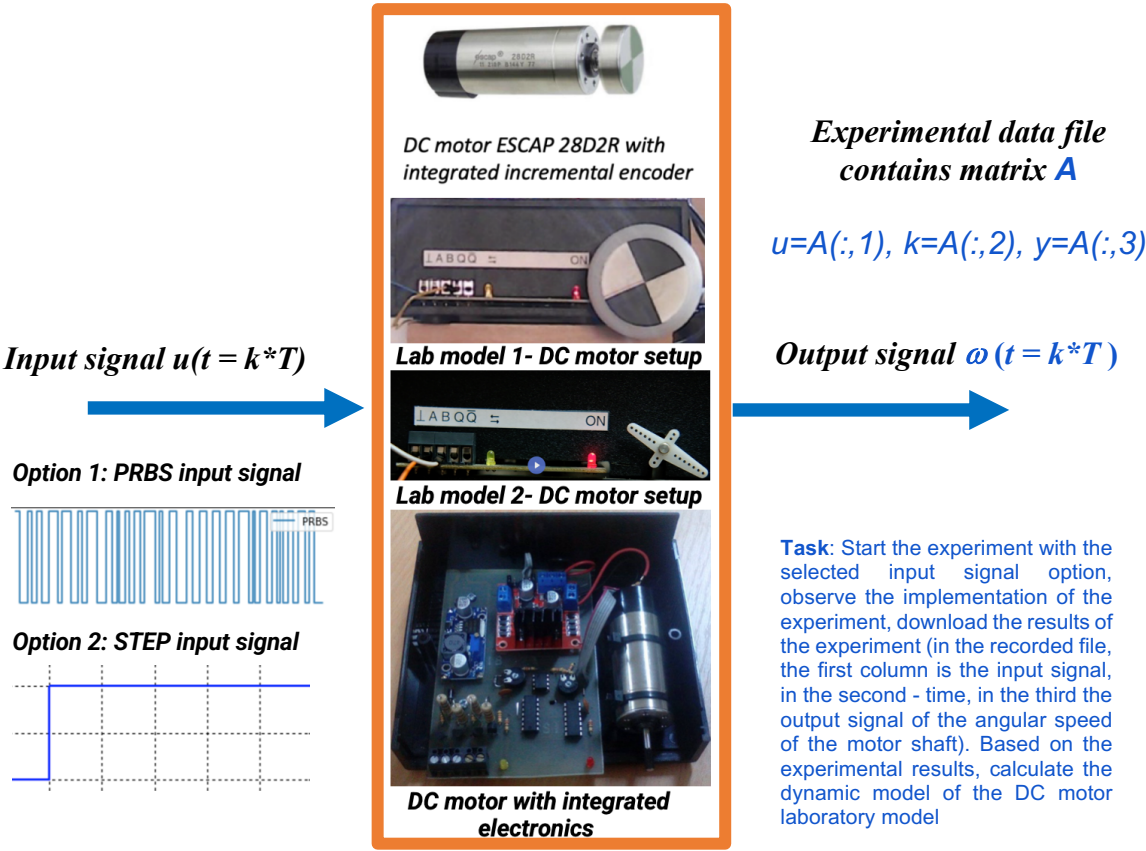 escap®
DC motor ESCAP 28D2R with
integrated incremental encoder
⊥ A B Q Q̅ ⇆ ON
Lab model 1- DC motor setup
⊥ A B Q Q̅ ⇆ ON
Lab model 2- DC motor setup
DC motor with integrated
electronics
Input signal u(t = k*T)
Option 1: PRBS input signal
PRBS
Option 2: STEP input signal
Experimental data file
contains matrix A
u=A(:,1), k=A(:,2), y=A(:,3)
Output signal ω (t = k*T )
Task: Start the experiment with the
selected input signal option,
observe the implementation of the
experiment, download the results of
the experiment (in the recorded file,
the first column is the input signal,
in the second - time, in the third the
output signal of the angular speed
of the motor shaft). Based on the
experimental results, calculate the
dynamic model of the DC motor
laboratory model